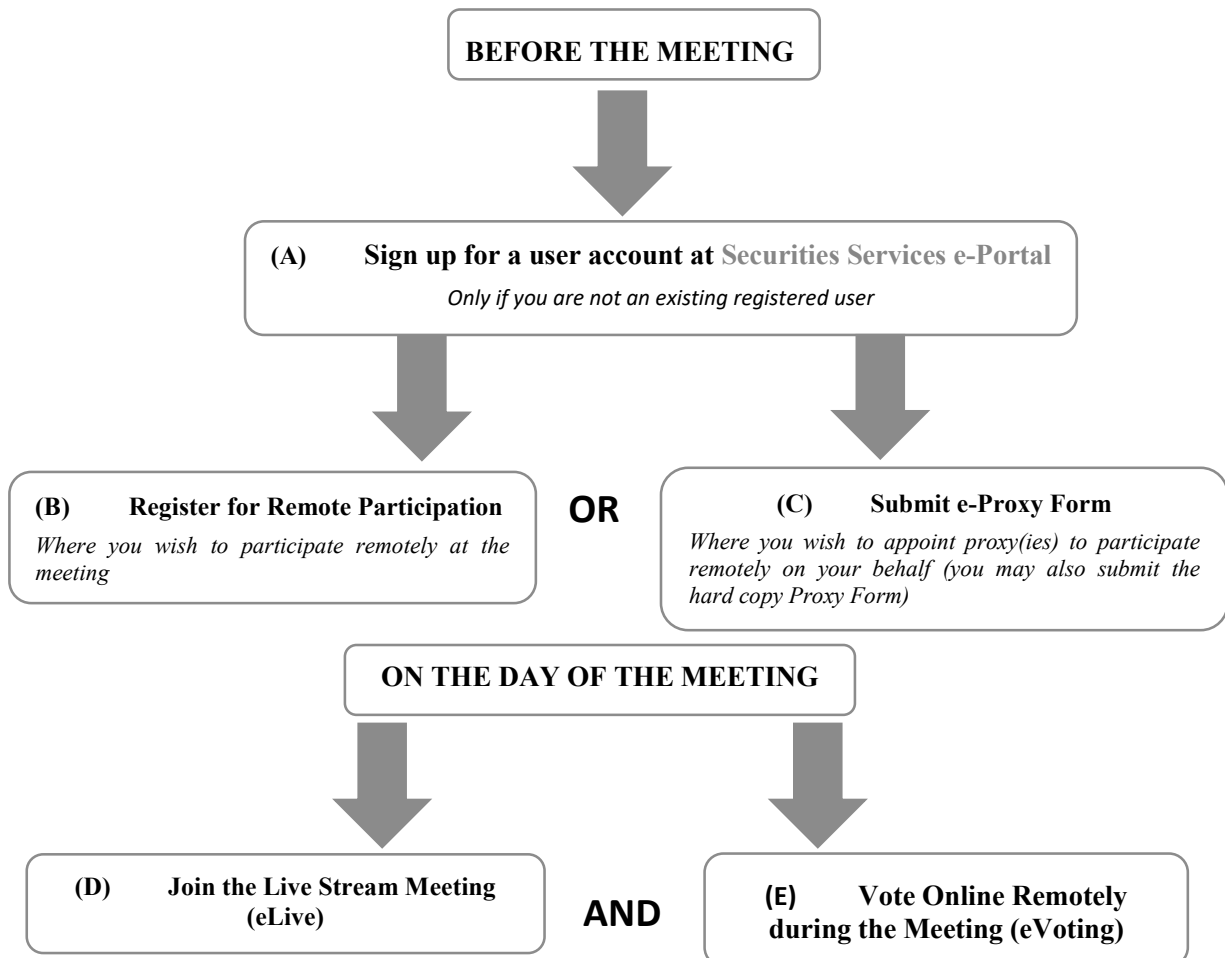 BEFORE THE MEETING
(A) Sign up for a user account at Securities Services e-Portal
Only if you are not an existing registered user
(B) Register for Remote Participation
Where you wish to participate remotely at the
meeting
OR
(C) Submit e-Proxy Form
Where you wish to appoint proxy(ies) to participate
remotely on your behalf (you may also submit the
hard copy Proxy Form)
ON THE DAY OF THE MEETING
(D) Join the Live Stream Meeting
(eLive)
AND
(E) Vote Online Remotely
during the Meeting (eVoting)